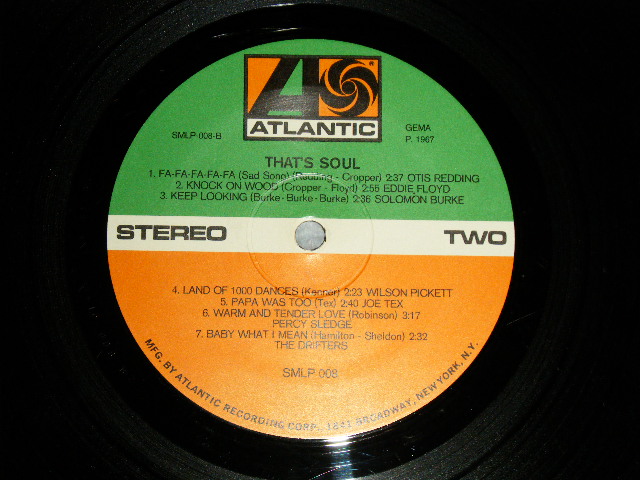 ATLANTIC
SMLP 008-B
GEMA
P. 1967
THAT'S SOUL
1. FA-FA-FA-FA-FA (Sad Song) (Redding - Cropper) 2:37 OTIS REDDING
2. KNOCK ON WOOD (Cropper - Floyd) 2:56 EDDIE FLOYD
3. KEEP LOOKING (Burke - Burke - Burke) 2:36 SOLOMON BURKE
STEREO
TWO
4. LAND OF 1000 DANCES (Kenner) 2:23 WILSON PICKETT
5. PAPA WAS TOO (Tex) 2:40 JOE TEX
6. WARM AND TENDER LOVE (Robinson) 3:17
PERCY SLEDGE
7. BABY WHAT I MEAN (Hamilton - Sheldon) 2:32
THE DRIFTERS
SMLP 008
MFG. BY ATLANTIC RECORDING CORP., 1841 BROADWAY, NEW YORK, N.Y.